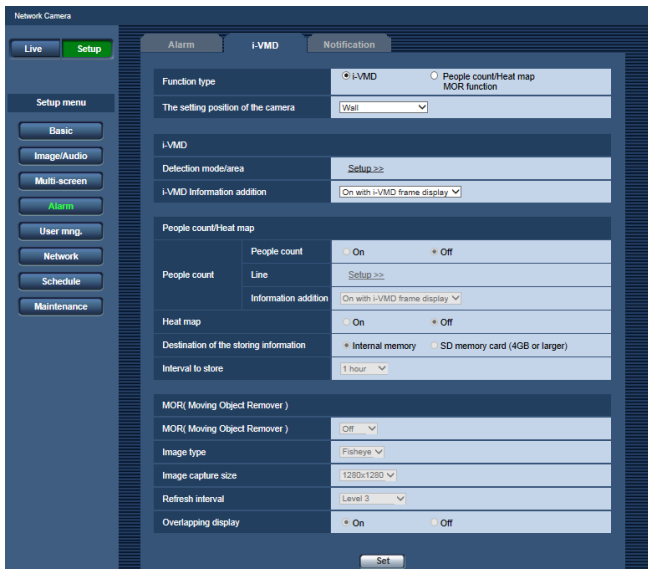 Network Camera
Live Setup
Alarm i-VMD Notification
Function type i-VMD People count/Heat map
MOR function
The setting position of the camera Wall
Setup menu
Basic
Image/Audio
Multi-screen
Alarm
User mng.
Network
Schedule
Maintenance
i-VMD
Detection mode/area Setup >>
i-VMD Information addition On with i-VMD frame display
People count/Heat map
People count
People count On Off
Line Setup >>
Information addition On with i-VMD frame display
Heat map On Off
Destination of the storing information Internal memory SD memory card (4GB or larger)
Interval to store 1 hour
MOR( Moving Object Remover )
MOR( Moving Object Remover ) Off
Image type Fisheye
Image capture size 1280x1280
Refresh interval Level 3
Overlapping display On Off
Set